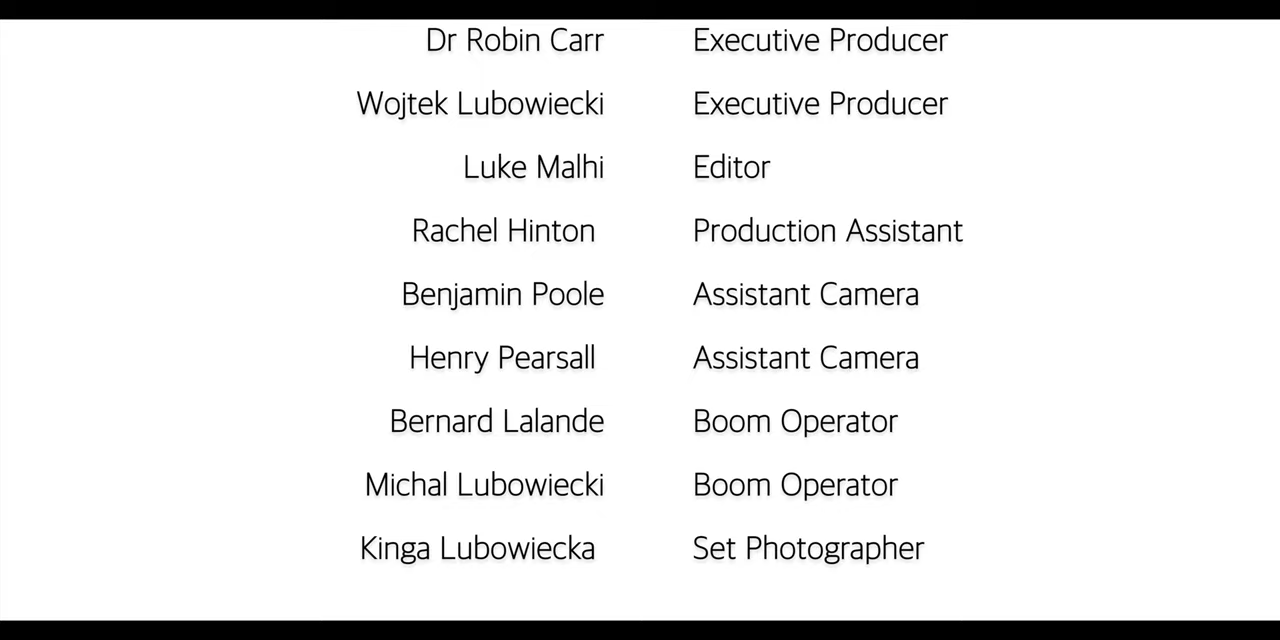 Dr Robin Carr Executive Producer
Wojtek Lubowiecki Executive Producer
Luke Malhi Editor
Rachel Hinton Production Assistant
Benjamin Poole Assistant Camera
Henry Pearsall Assistant Camera
Bernard Lalande Boom Operator
Michal Lubowiecki Boom Operator
Kinga Lubowiecka Set Photographer